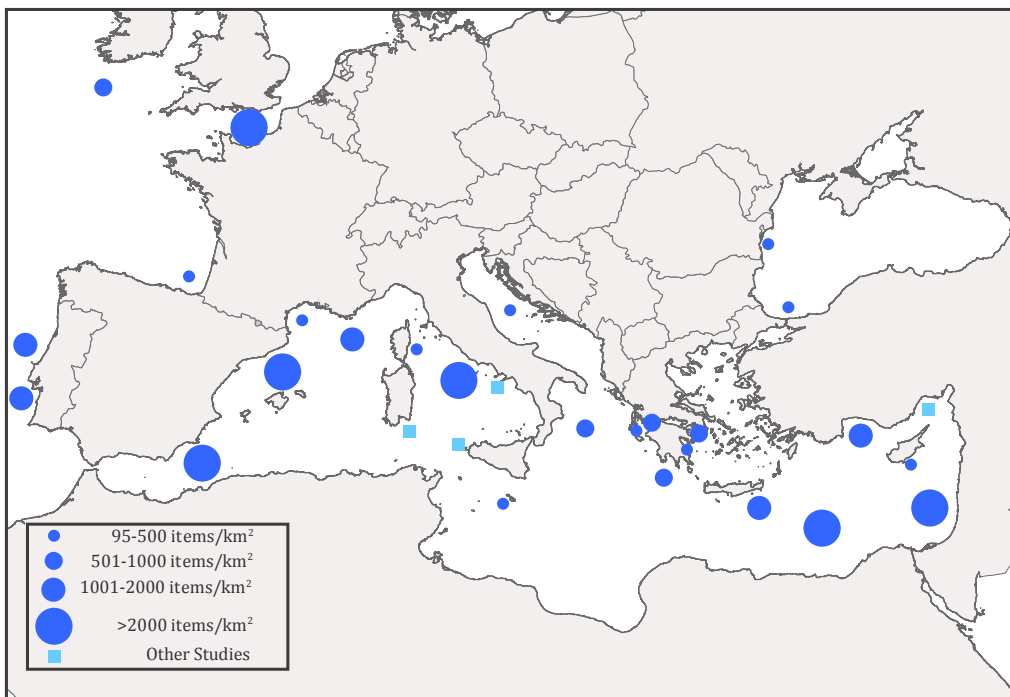 95-500 items/km²
501-1000 items/km²
1001-2000 items/km²
>2000 items/km²
Other Studies